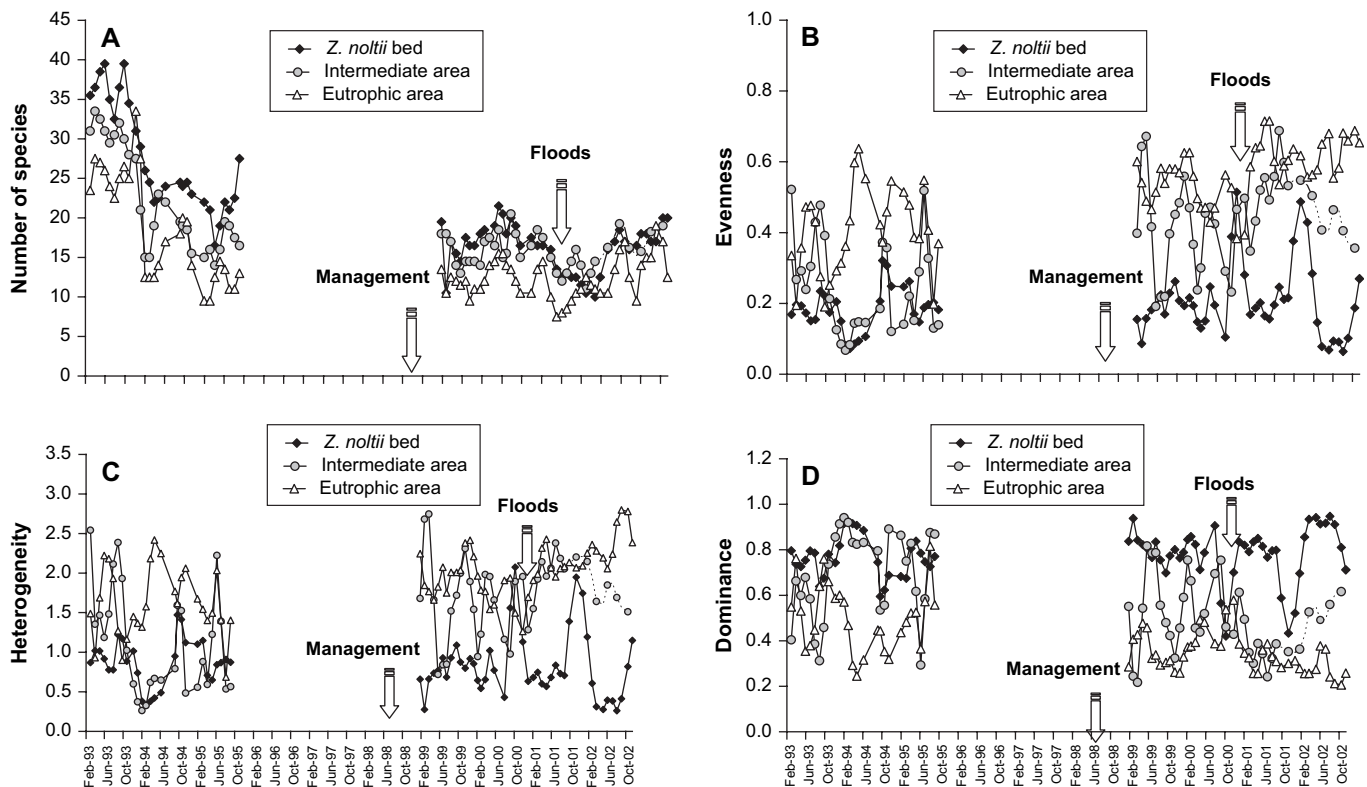 A
Z. noltii bed
Intermediate area
Eutrophic area
Number of species
45
40
35
30
25
20
15
10
5
0
Floods
Management
B
Z. noltii bed
Intermediate area
Eutrophic area
Evenness
1.0
0.8
0.6
0.4
0.2
0.0
Floods
Management
C
Z. noltii bed
Intermediate area
Eutrophic area
Heterogeneity
3.5
3.0
2.5
2.0
1.5
1.0
0.5
0.0
Floods
Management
Feb-93
Jun-93
Oct-93
Feb-94
Jun-94
Oct-94
Feb-95
Jun-95
Oct-95
Feb-96
Jun-96
Oct-96
Feb-97
Jun-97
Oct-97
Feb-98
Jun-98
Oct-98
Feb-99
Jun-99
Oct-99
Feb-00
Jun-00
Oct-00
Feb-01
Jun-01
Oct-01
Feb-02
Jun-02
Oct-02
D
Z. noltii bed
Intermediate area
Eutrophic area
Dominance
1.2
1.0
0.8
0.6
0.4
0.2
0.0
Floods
Management
Feb-93
Jun-93
Oct-93
Feb-94
Jun-94
Oct-94
Feb-95
Jun-95
Oct-95
Feb-96
Jun-96
Oct-96
Feb-97
Jun-97
Oct-97
Feb-98
Jun-98
Oct-98
Feb-99
Jun-99
Oct-99
Feb-00
Jun-00
Oct-00
Feb-01
Jun-01
Oct-01
Feb-02
Jun-02
Oct-02